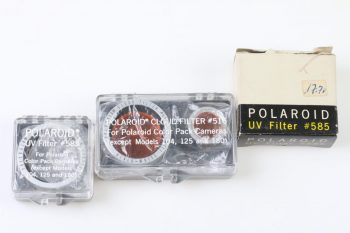 POLAROID®
UV Filter #585
For Polaroid
Color Pack Cameras
(except Models
104, 125 and 180)
POLAROID® CLOUD FILTER #516
For Polaroid Color Pack Cameras
(except Models 104, 125 and 180)
POLAROID
UV Filter #585